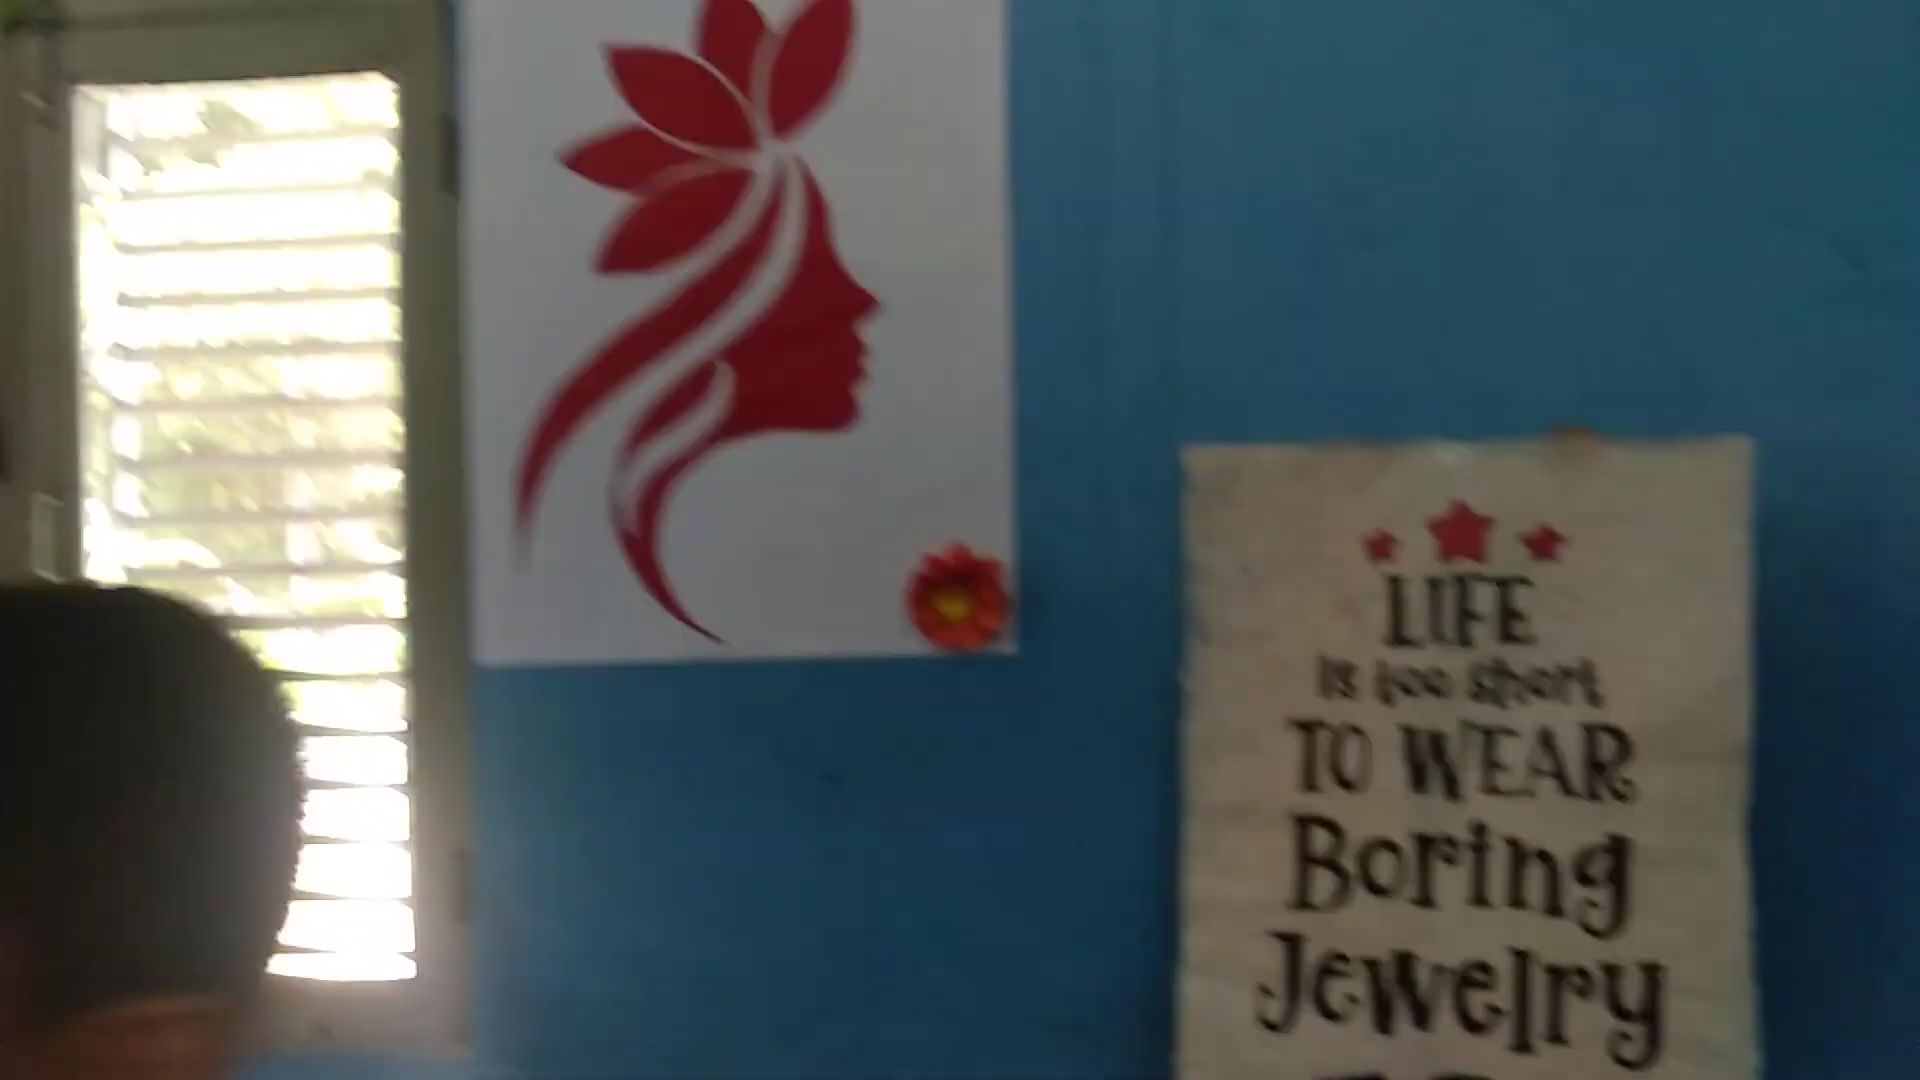 LIFE
is too short
TO WEAR
Boring
Jewelry